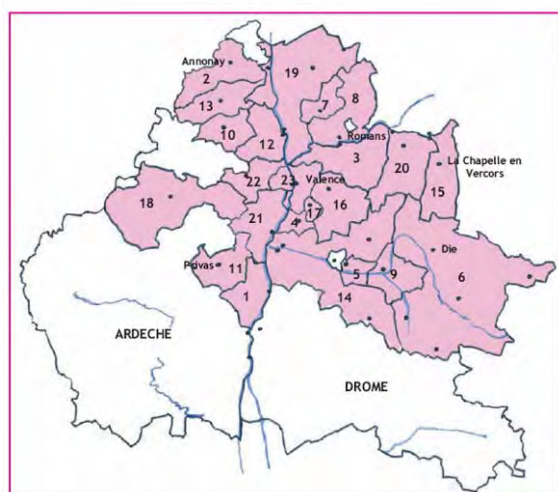 Annonay
2
19
13
7
8
10
12
Romans
3
20
La Chapelle en
Vercors
15
22
23
Valence
16
17
4
18
21
Die
Privas
11
5
9
6
1
14
ARDECHE
DROME